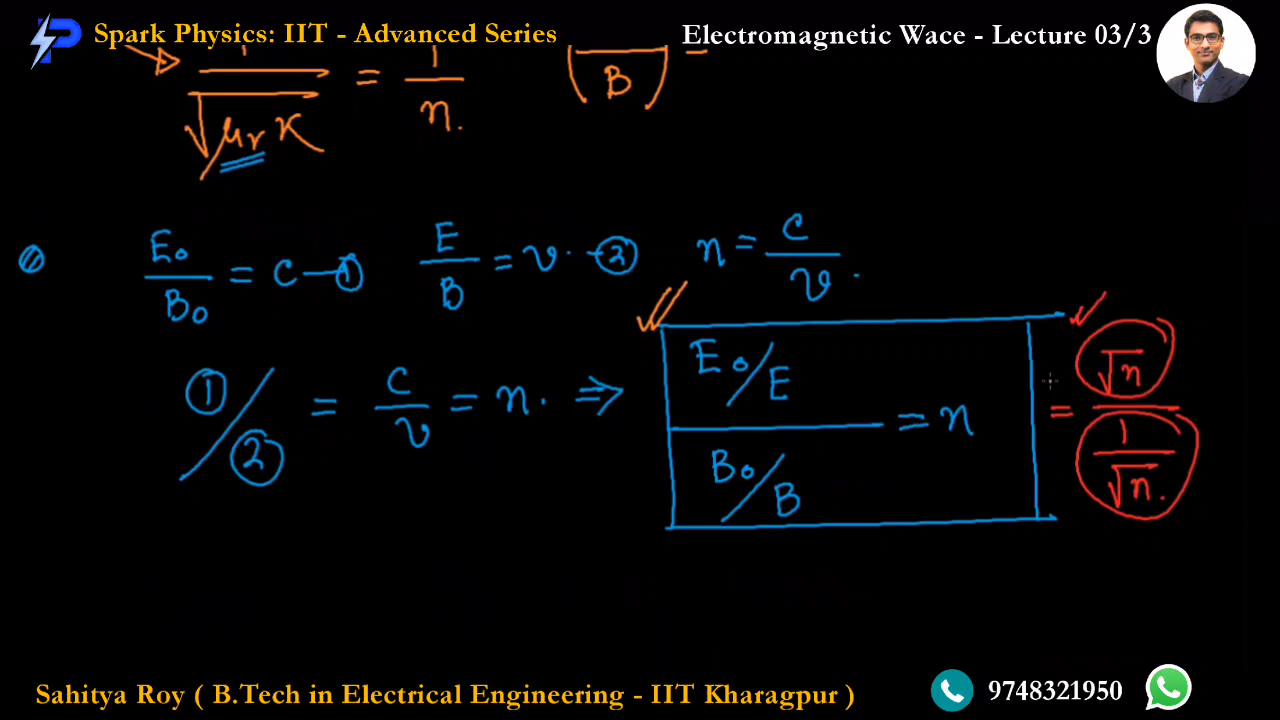 Spark Physics: IIT - Advanced Series
Electromagnetic Wace - Lecture 03/3
1/√(μr K) = 1/n.
B
E₀/B₀ = C —①
E/B = v. —②
n = C/v.
①/② = C/v = n. ⇒
(E₀/E)/(B₀/B) = n
= √n/(1/√n.)
Sahitya Roy ( B.Tech in Electrical Engineering - IIT Kharagpur )
9748321950